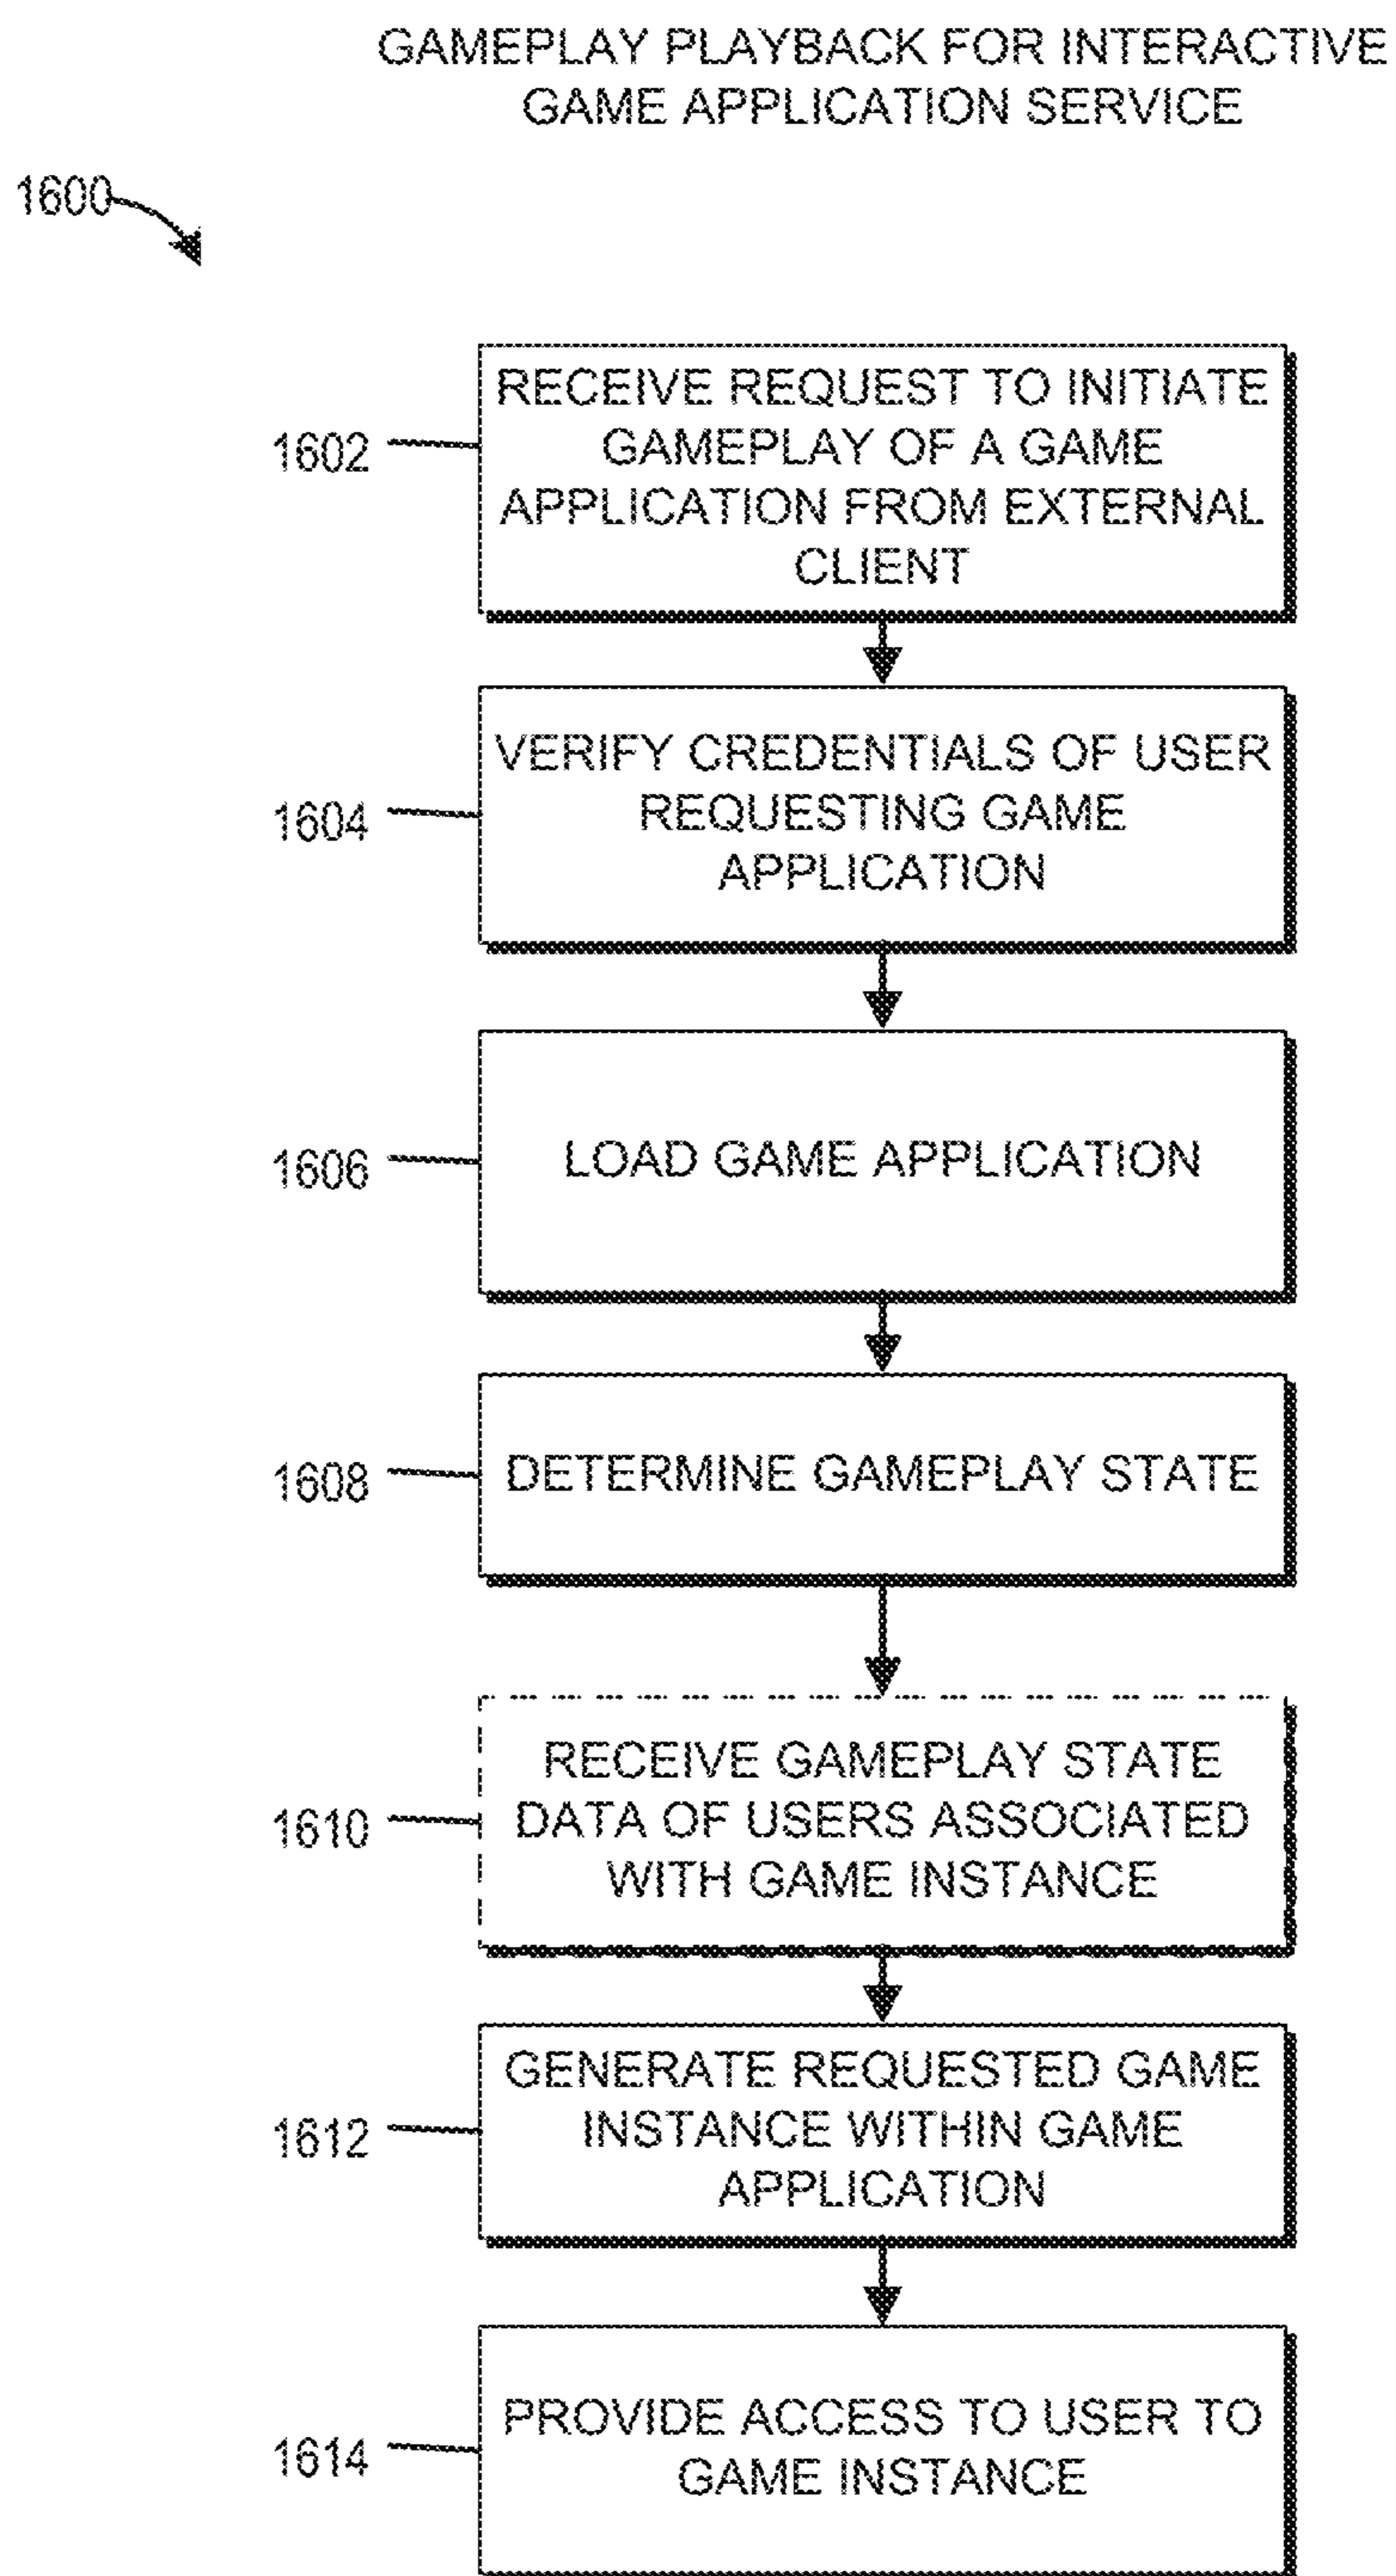 GAMEPLAY PLAYBACK FOR INTERACTIVE
GAME APPLICATION SERVICE
1600
RECEIVE REQUEST TO INITIATE
GAMEPLAY OF A GAME
APPLICATION FROM EXTERNAL
CLIENT
1602
VERIFY CREDENTIALS OF USER
REQUESTING GAME
APPLICATION
1604
LOAD GAME APPLICATION
1606
DETERMINE GAMEPLAY STATE
1608
RECEIVE GAMEPLAY STATE
DATA OF USERS ASSOCIATED
WITH GAME INSTANCE
1610
GENERATE REQUESTED GAME
INSTANCE WITHIN GAME
APPLICATION
1612
PROVIDE ACCESS TO USER TO
GAME INSTANCE
1614